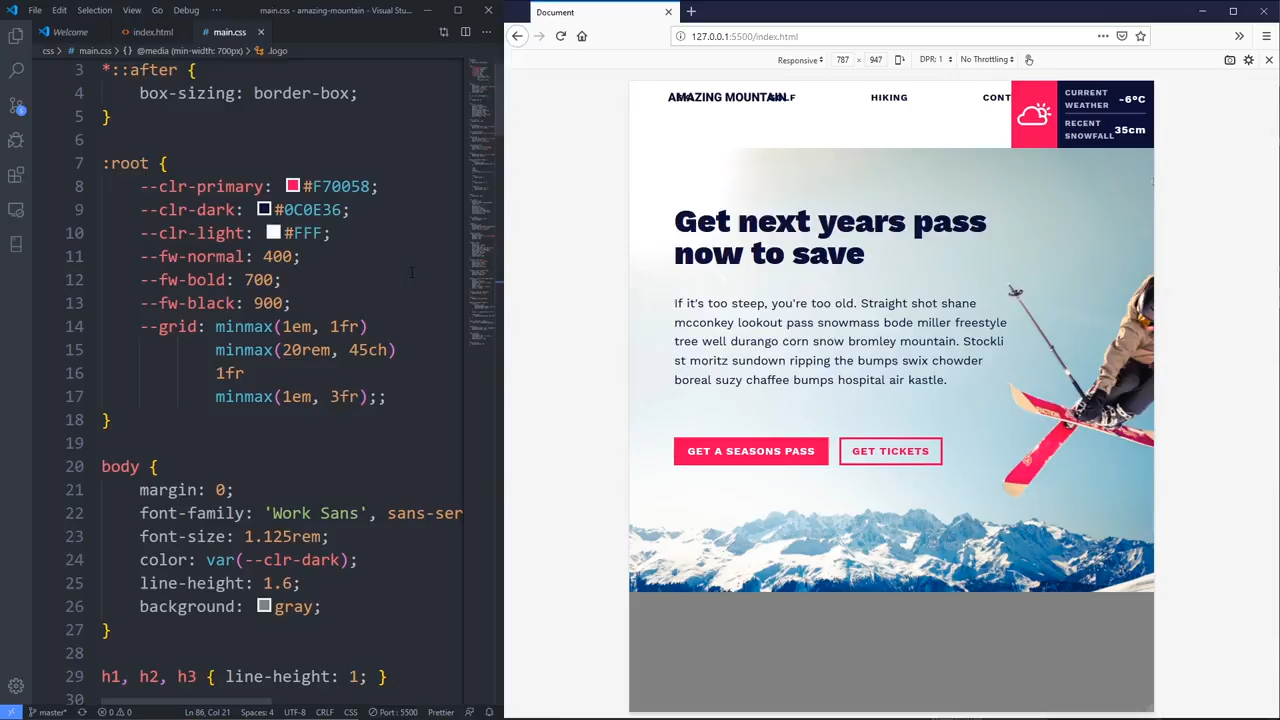 File Edit View Go Debug ···
main.css - amazing-mountain - Visual Stu...
Welcome
index.html
main.css
css > main.css > {} @media (min-width: 700px) > .logo
3 *::after {
4 box-sizing: border-box;
5 }
6
7 :root {
8 --clr-primary: #F70058;
9 --clr-dark: #0C0E36;
10 --clr-light: #FFF;
11 --fw-normal: 400;
12 --fw-bold: 700;
13 --fw-black: 900;
14 --grid: minmax(1em, 1fr)
15 minmax(20rem, 45ch)
16 1fr
17 minmax(1em, 3fr);;
18 }
19
20 body {
21 margin: 0;
22 font-family: 'Work Sans', sans-ser
23 font-size: 1.125rem;
24 color: var(--clr-dark);
25 line-height: 1.6;
26 background: gray;
27 }
28
29 h1, h2, h3 { line-height: 1; }
30
master* 0 0 Ln 86, Col 21 Spaces: 4 UTF-8 CRLF CSS Port : 5500 Prettier
Document
127.0.0.1:5500/index.html
Responsive 787 × 947 DPR: 1 No Throttling
AMAZING MOUNTAIN HIKING CONT
CURRENT
WEATHER -6°C
RECENT
SNOWFALL 35cm
Get next years pass
now to save
If it's too steep, you're too old. Straight shot shane
mcconkey lookout pass snowmass bode miller freestyle
tree well durango corn snow bromley mountain. Stockli
st moritz sundown ripping the bumps swix chowder
boreal suzy chaffee bumps hospital air kastle.
GET A SEASONS PASS GET TICKETS